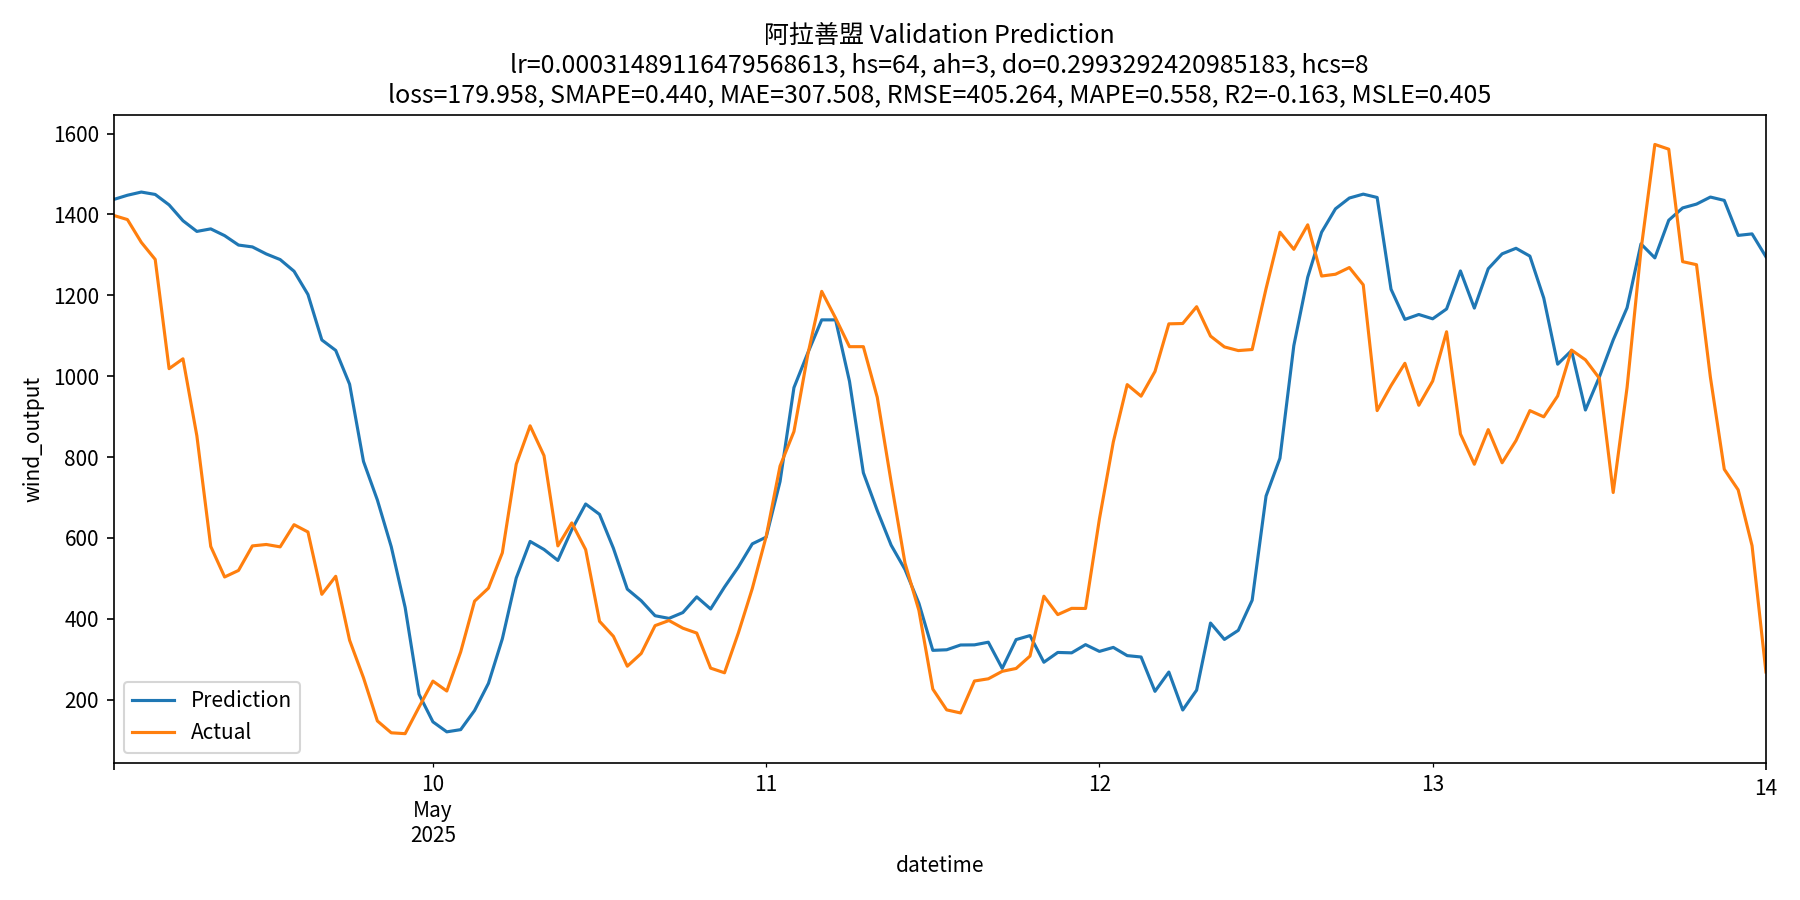 阿拉善盟 Validation Prediction
lr=0.00031489116479568613, hs=64, ah=3, do=0.2993292420985183, hcs=8
loss=179.958, SMAPE=0.440, MAE=307.508, RMSE=405.264, MAPE=0.558, R2=-0.163, MSLE=0.405
1600
1400
1200
1000
800
600
400
200
wind_output
Prediction
Actual
10
May
2025
11
12
13
14
datetime